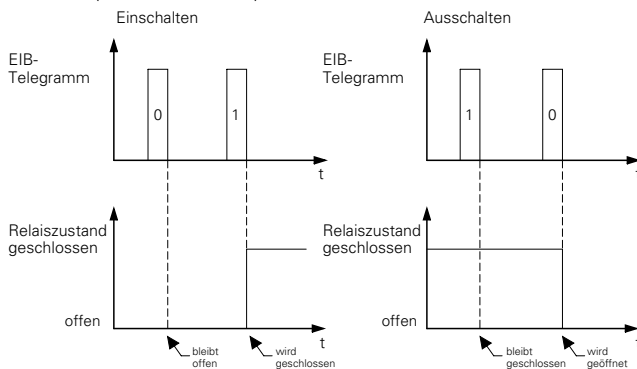 Einschalten
EIB-
Telegramm
0
1
t
Relaiszustand
geschlossen
offen
t
bleibt
offen
wird
geschlossen
Ausschalten
EIB-
Telegramm
1
0
Relaiszustand
geschlossen
offen
bleibt
geschlossen
wird
geöffnet